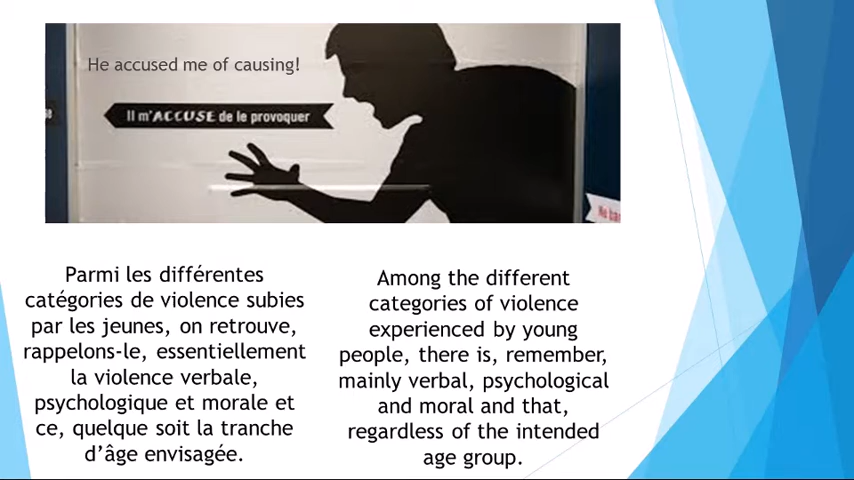 He accused me of causing!
Il m'ACCUSE de le provoquer
Parmi les différentes
catégories de violence subies
par les jeunes, on retrouve,
rappelons-le, essentiellement
la violence verbale,
psychologique et morale et
ce, quelque soit la tranche
d'âge envisagée.
Among the different
categories of violence
experienced by young
people, there is, remember,
mainly verbal, psychological
and moral and that,
regardless of the intended
age group.